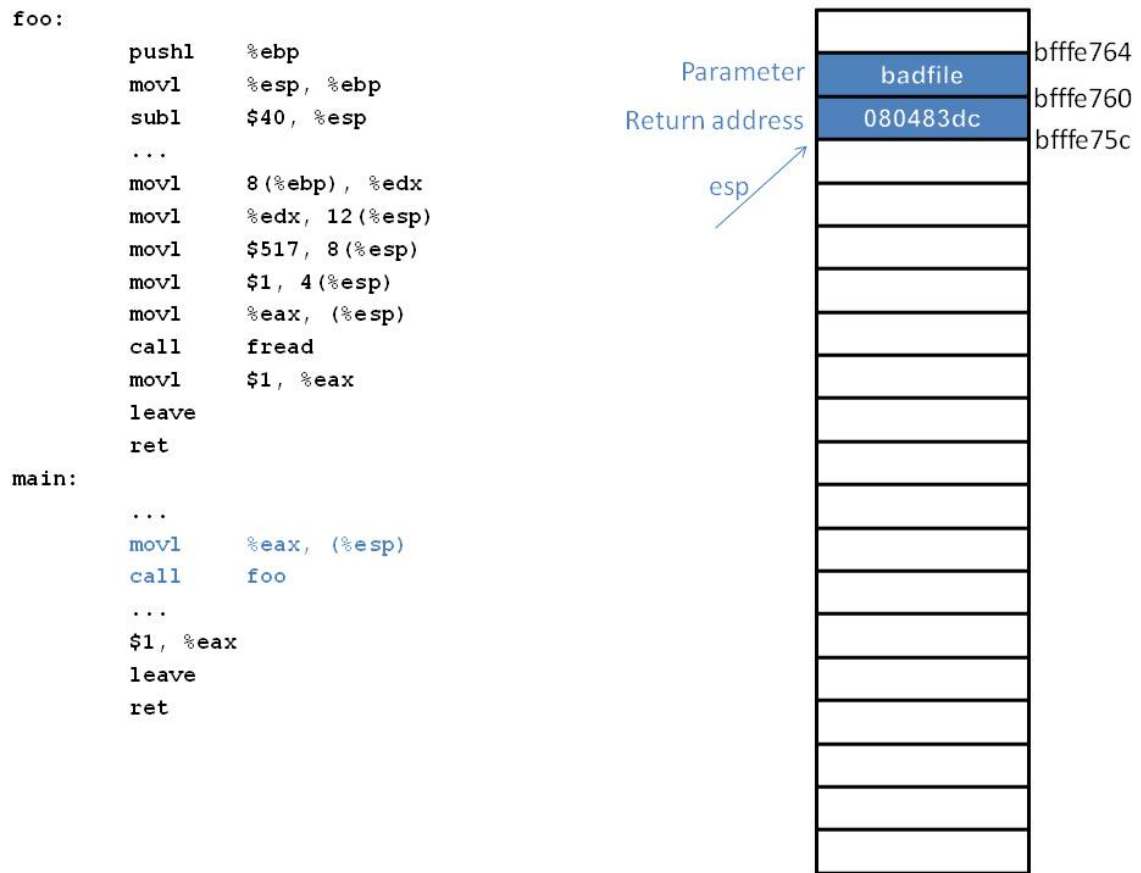 foo:
pushl %ebp
movl %esp, %ebp
subl $40, %esp
...
movl 8(%ebp), %edx
movl %edx, 12(%esp)
movl $517, 8(%esp)
movl $1, 4(%esp)
movl %eax, (%esp)
call fread
movl $1, %eax
leave
ret
main:
...
movl %eax, (%esp)
call foo
...
$1, %eax
leave
ret
bfffe764
Parameter badfile
bfffe760
Return address 080483dc
bfffe75c
esp